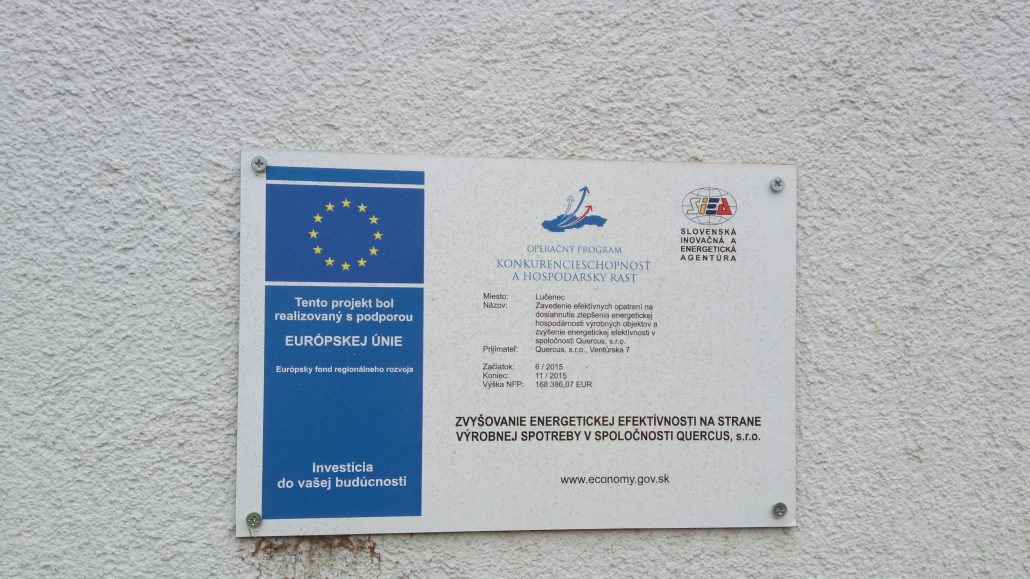 Tento projekt bol
realizovaný s podporou
EURÓPSKEJ ÚNIE
Európsky fond regionálneho rozvoja
Investícia
do vašej budúcnosti
OPERAČNÝ PROGRAM
KONKURENCIESCHOPNOSŤ
A HOSPODÁRSKY RAST
SIEA
SLOVENSKÁ
INOVAČNÁ A
ENERGETICKÁ
AGENTÚRA
Miesto: Lučenec
Názov: Zavedenie efektívnych opatrení na
dosiahnutie zlepšenia energetickej
hospodárnosti výrobných objektov a
zvýšenie energetickej efektívnosti v
spoločnosti Quercus, s.r.o.
Prijímateľ: Quercus, s.r.o., Ventúrska 7
Začiatok: 6 / 2015
Koniec: 11 / 2015
Výška NFP: 168 386,07 EUR
ZVYŠOVANIE ENERGETICKEJ EFEKTÍVNOSTI NA STRANE
VÝROBNEJ SPOTREBY V SPOLOČNOSTI QUERCUS, s.r.o.
www.economy.gov.sk